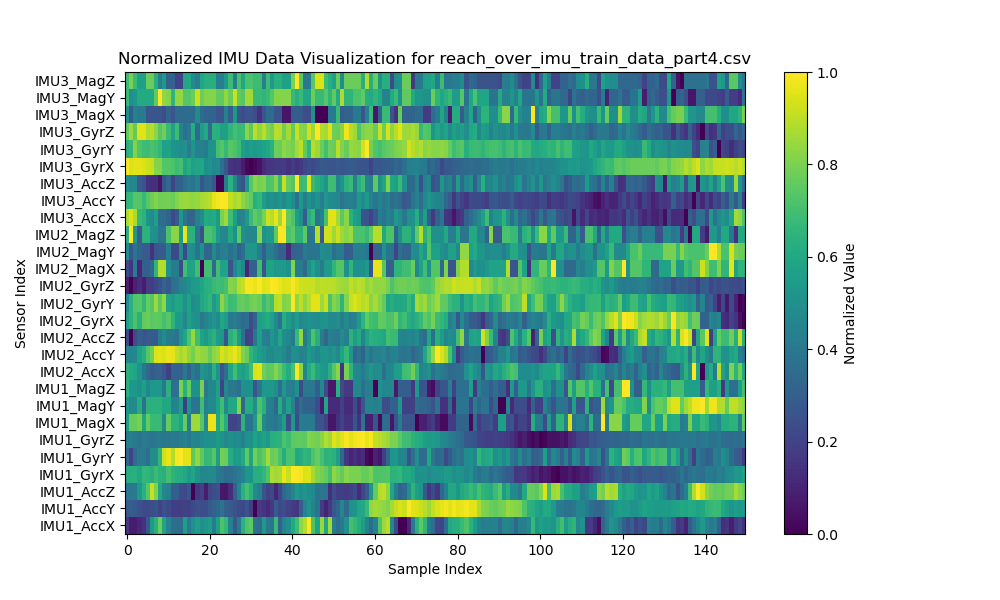 Normalized IMU Data Visualization for reach_over_imu_train_data_part4.csv
IMU3_MagZ
IMU3_MagY
IMU3_MagX
IMU3_GyrZ
IMU3_GyrY
IMU3_GyrX
IMU3_AccZ
IMU3_AccY
IMU3_AccX
IMU2_MagZ
IMU2_MagY
IMU2_MagX
IMU2_GyrZ
IMU2_GyrY
IMU2_GyrX
IMU2_AccZ
IMU2_AccY
IMU2_AccX
IMU1_MagZ
IMU1_MagY
IMU1_MagX
IMU1_GyrZ
IMU1_GyrY
IMU1_GyrX
IMU1_AccZ
IMU1_AccY
IMU1_AccX
Sensor Index
0 20 40 60 80 100 120 140
Sample Index
1.0
0.8
0.6
0.4
0.2
0.0
Normalized Value